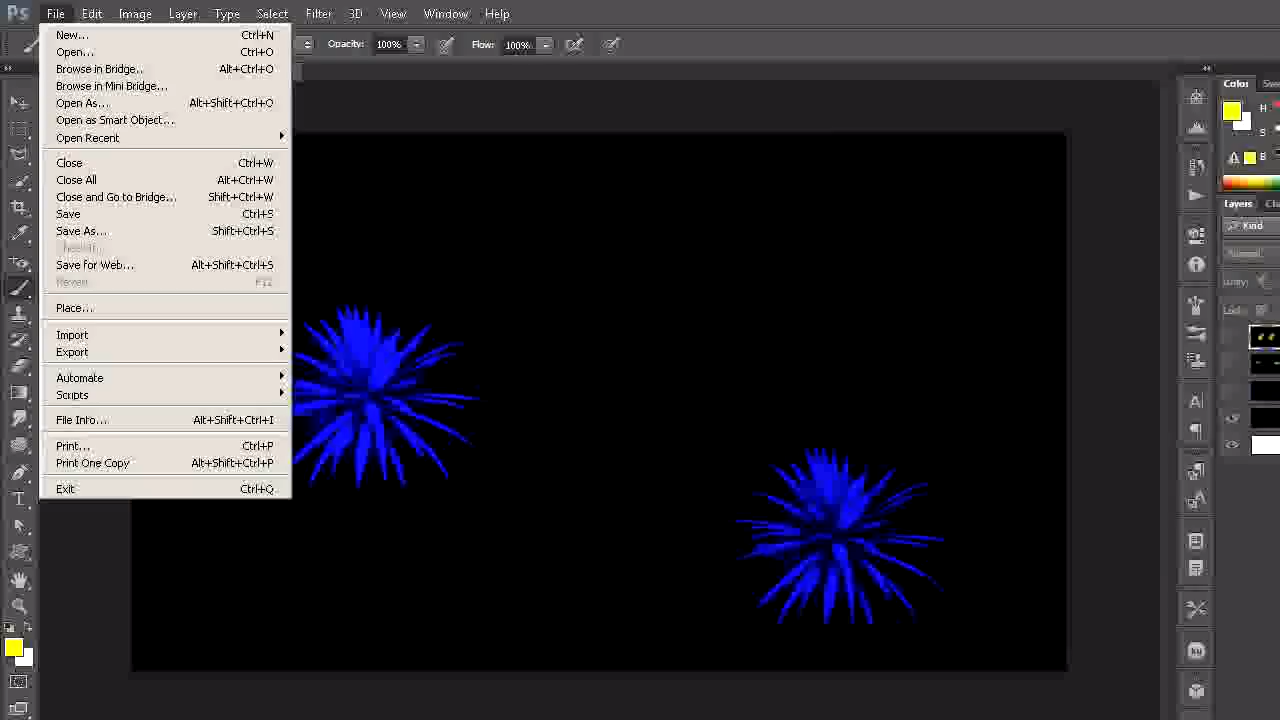 Ps File Edit Image Layer Type Select Filter 3D View Window Help
Opacity: 100% Flow: 100%
New... Ctrl+N
Open... Ctrl+O
Browse in Bridge... Alt+Ctrl+O
Browse in Mini Bridge...
Open As... Alt+Shift+Ctrl+O
Open as Smart Object...
Open Recent
Close Ctrl+W
Close All Alt+Ctrl+W
Close and Go to Bridge... Shift+Ctrl+W
Save Ctrl+S
Save As... Shift+Ctrl+S
Save for Web... Alt+Shift+Ctrl+S
Revert F12
Place...
Import
Export
Automate
Scripts
File Info... Alt+Shift+Ctrl+I
Print... Ctrl+P
Print One Copy Alt+Shift+Ctrl+P
Exit Ctrl+Q
Color
H
S
B
Layers
Kind
Normal
Lock